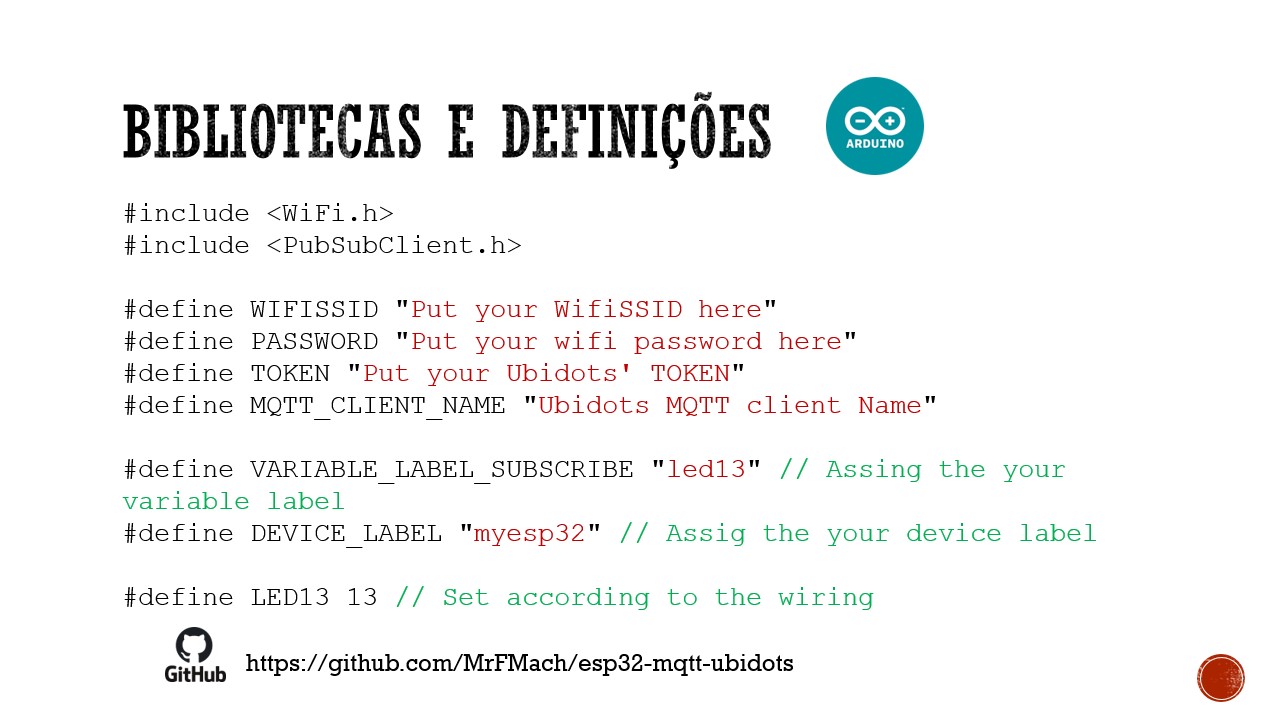 BIBLIOTECAS E DEFINIÇÕES
ARDUINO
#include <WiFi.h>
#include <PubSubClient.h>
#define WIFISSID "Put your WifiSSID here"
#define PASSWORD "Put your wifi password here"
#define TOKEN "Put your Ubidots' TOKEN"
#define MQTT_CLIENT_NAME "Ubidots MQTT client Name"
#define VARIABLE_LABEL_SUBSCRIBE "led13" // Assing the your
variable label
#define DEVICE_LABEL "myesp32" // Assig the your device label
#define LED13 13 // Set according to the wiring
GitHub
https://github.com/MrFMach/esp32-mqtt-ubidots